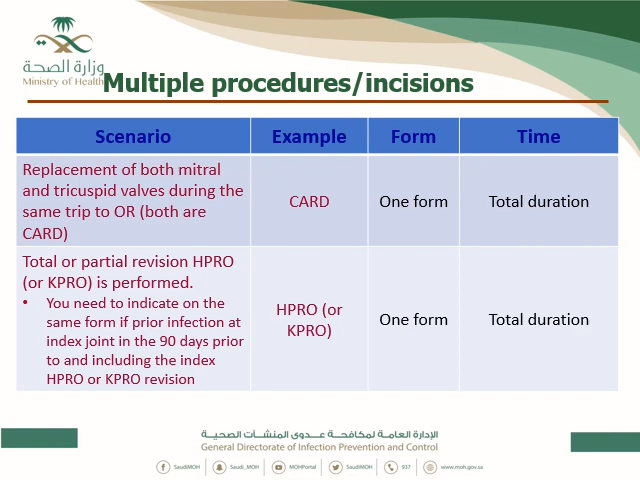 وزارة الصحة
Ministry of Health
Multiple procedures/incisions
Scenario
Example
Form
Time
Replacement of both mitral
and tricuspid valves during the
same trip to OR (both are
CARD)
CARD
One form
Total duration
Total or partial revision HPRO
(or KPRO) is performed.
• You need to indicate on the
same form if prior infection at
index joint in the 90 days prior
to and including the index
HPRO or KPRO revision
HPRO (or
KPRO)
One form
Total duration
الإدارة العامة لمكافحة عدوى المنشآت الصحية
General Directorate of Infection Prevention and Control
SaudiMOH
Saudi_MOH
MOHPortal
SaudiMOH
937
www.moh.gov.sa